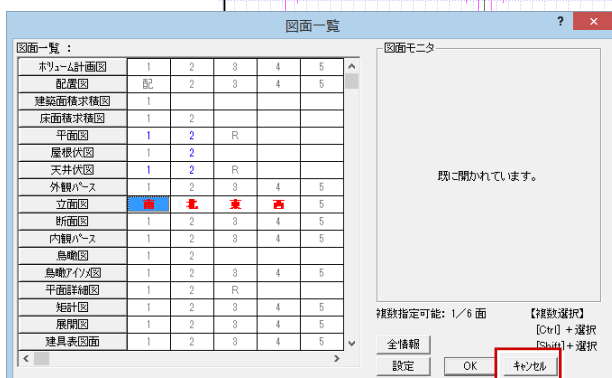 図面一覧
? ×
図面一覧 :
ボリューム計画図 1 2 3 4 5
配置図 配 2 3 4 5
建築面積求積図 1
床面積求積図 1 2
平面図 1 2 R
屋根伏図 1 2
天井伏図 1 2 R
外観パース 1 2 3 4 5
立面図 南 北 東 西 5
断面図 1 2 3 4 5
内観パース 1 2 3 4 5
鳥瞰図 1 2
鳥瞰アイソメ図 1 2 3 4 5
平面詳細図 1 2 R
矩計図 1 2 3 4 5
展開図 1 2 3 4 5
建具表図面 1 2 3 4 5
図面モニタ
既に開かれています。
複数指定可能: 1/6 面
【複数選択】
[Ctrl] + 選択
[Shift] + 選択
全情報
設定
OK
キャンセル